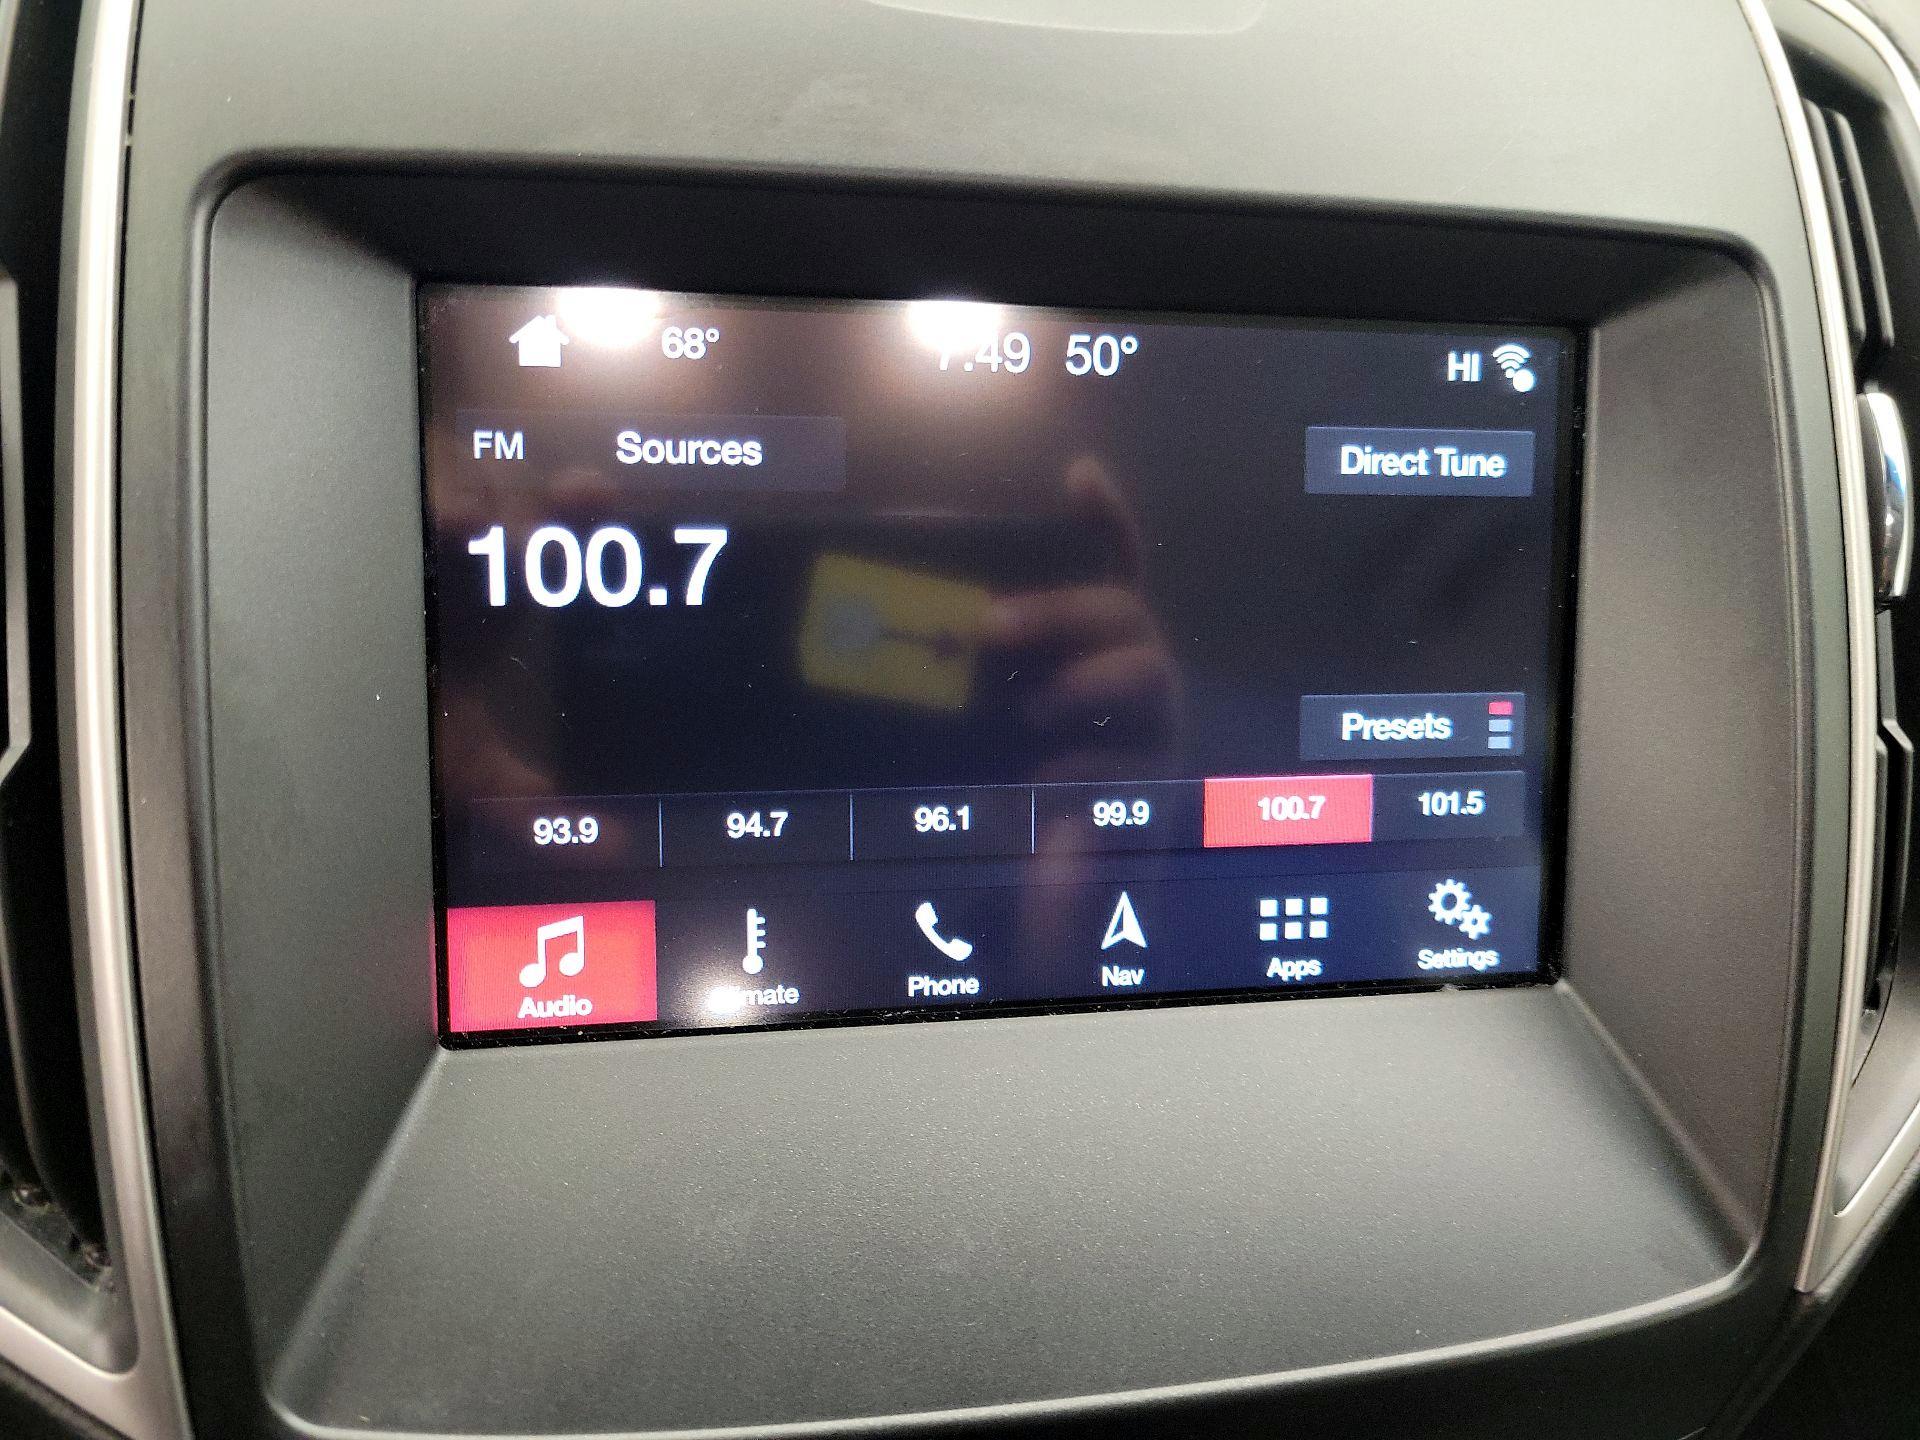 68° 7:49 50° HI
FM Sources Direct Tune
100.7
Presets
93.9 94.7 96.1 99.9 100.7 101.5
Audio Climate Phone Nav Apps Settings